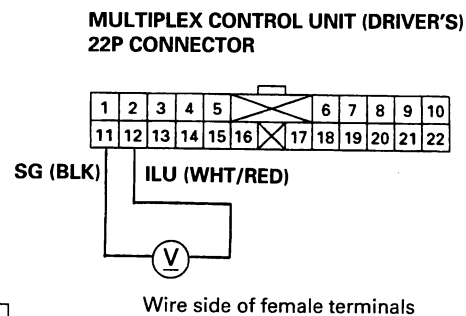 MULTIPLEX CONTROL UNIT (DRIVER'S)
22P CONNECTOR
1 2 3 4 5 6 7 8 9 10
11 12 13 14 15 16 17 18 19 20 21 22
SG (BLK) ILU (WHT/RED)
V
Wire side of female terminals